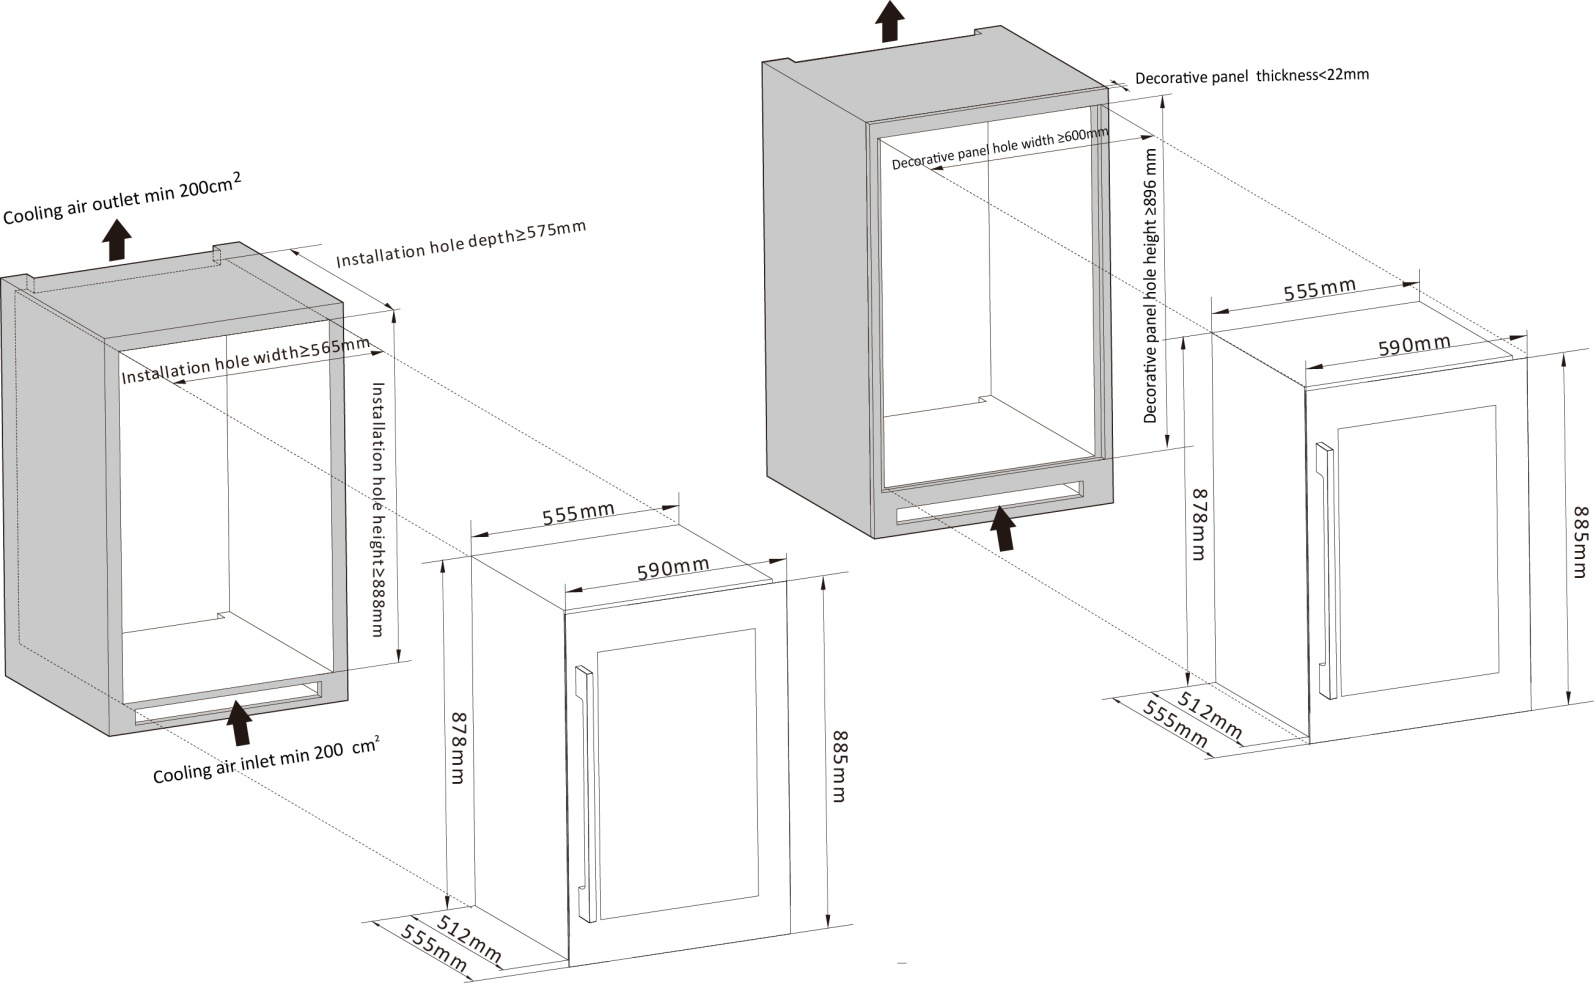 Cooling air outlet min 200cm²
Installation hole depth≥575mm
Installation hole width≥565mm
Installation hole height≥888mm
Cooling air inlet min 200 cm²
555mm
590mm
878mm
885mm
512mm
555mm
Decorative panel thickness<22mm
Decorative panel hole width ≥600mm
Decorative panel hole height ≥896 mm
555mm
590mm
878mm
885mm
512mm
555mm